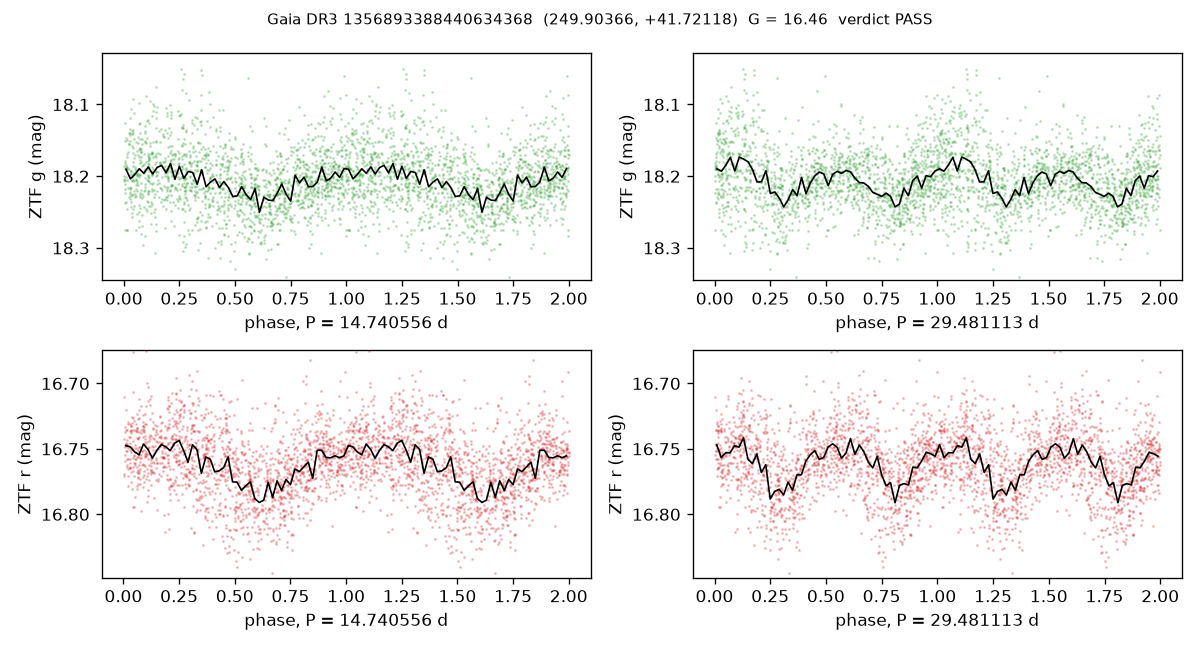 Gaia DR3 1356893388440634368  (249.90366, +41.72118)  G = 16.46  verdict PASS
ZTF g (mag)
18.1
18.2
18.3
0.00 0.25 0.50 0.75 1.00 1.25 1.50 1.75 2.00
phase, P = 14.740556 d
ZTF g (mag)
18.1
18.2
18.3
0.00 0.25 0.50 0.75 1.00 1.25 1.50 1.75 2.00
phase, P = 29.481113 d
ZTF r (mag)
16.70
16.75
16.80
0.00 0.25 0.50 0.75 1.00 1.25 1.50 1.75 2.00
phase, P = 14.740556 d
ZTF r (mag)
16.70
16.75
16.80
0.00 0.25 0.50 0.75 1.00 1.25 1.50 1.75 2.00
phase, P = 29.481113 d